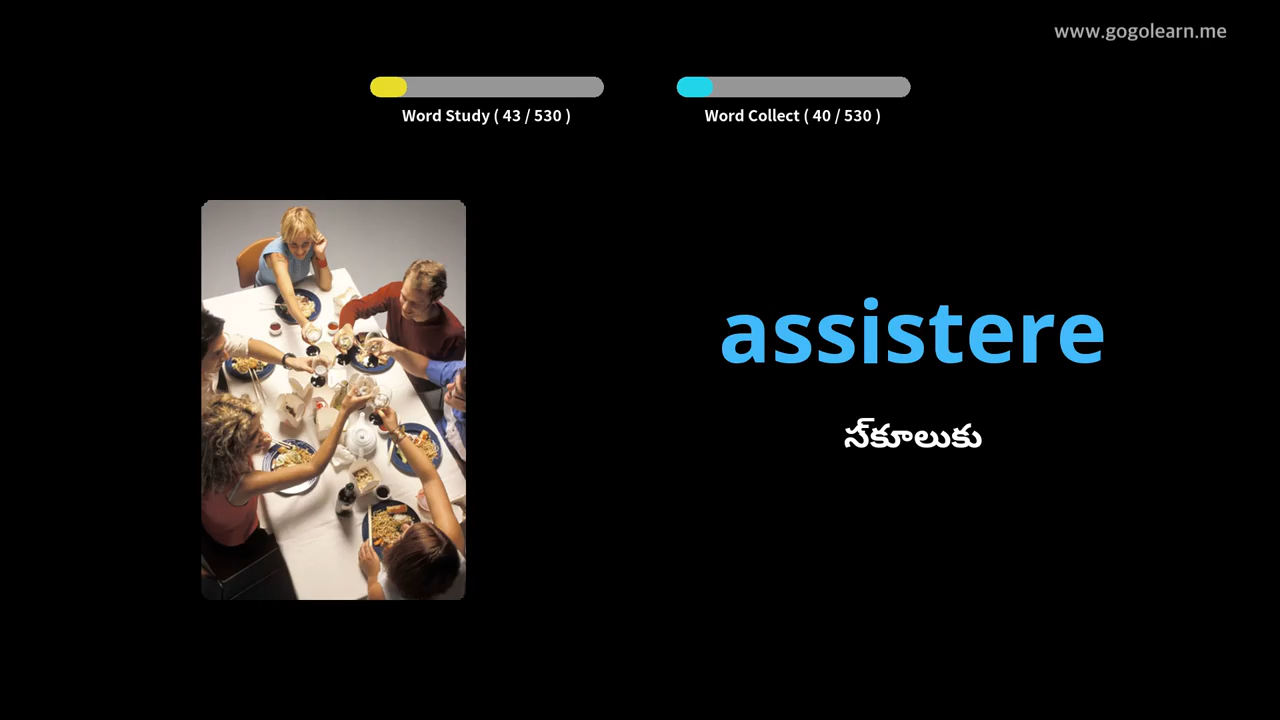 www.gogolearn.me
Word Study ( 43 / 530 )
Word Collect ( 40 / 530 )
assistere
స్‌కూలుకు